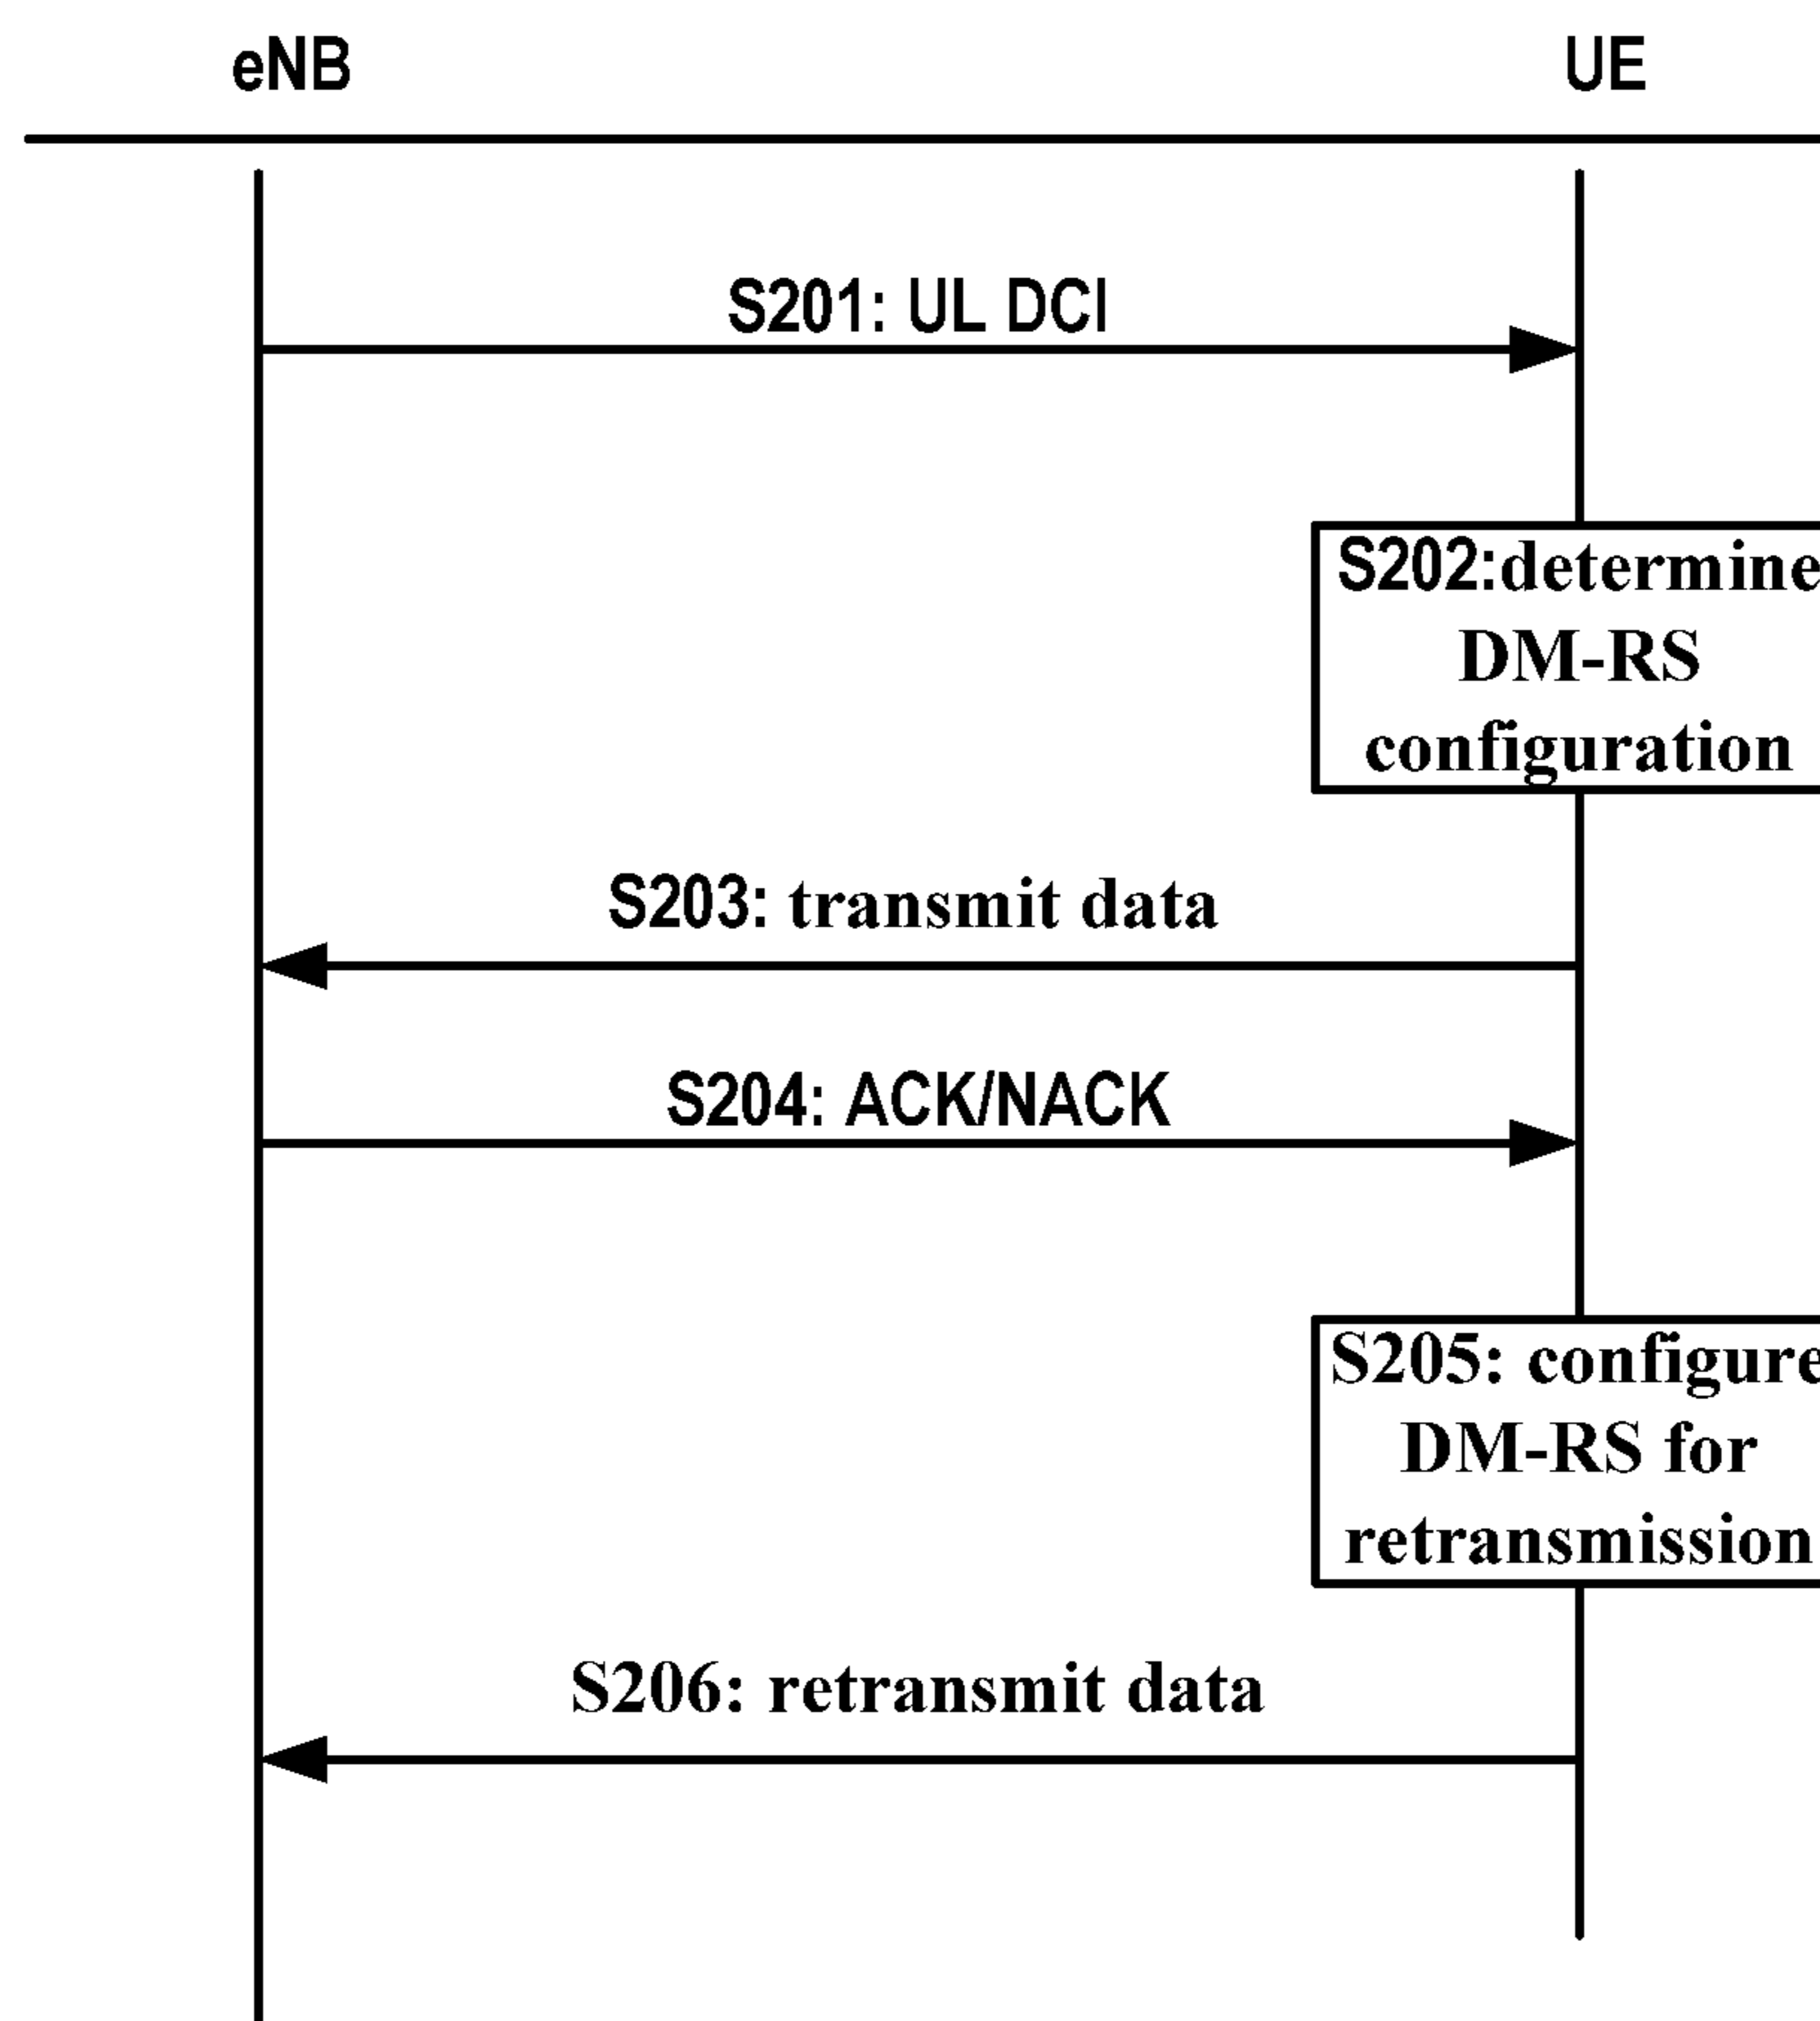 eNB
UE
S201: UL DCI
S202:determine
DM-RS
configuration
S203: transmit data
S204: ACK/NACK
S205: configure
DM-RS for
retransmission
S206: retransmit data